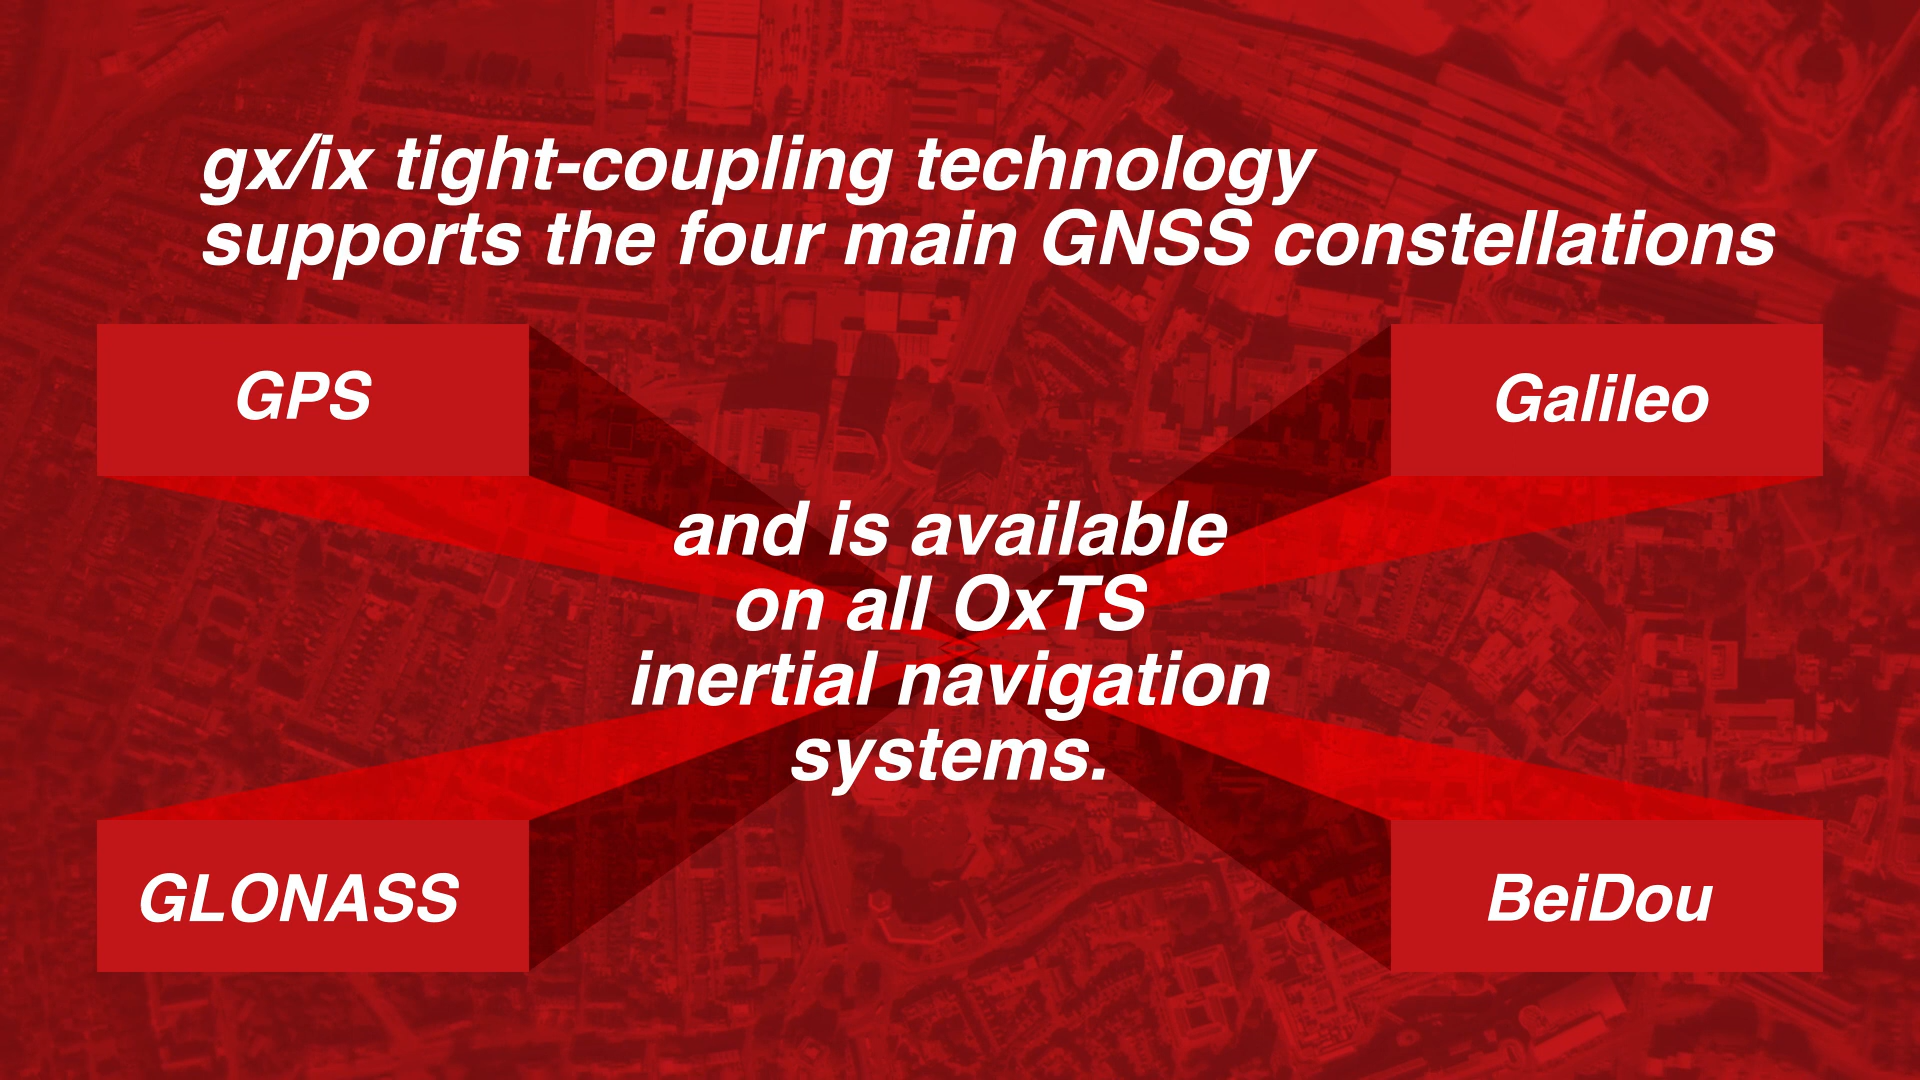 gx/ix tight-coupling technology
supports the four main GNSS constellations
GPS
Galileo
and is available
on all OxTS
inertial navigation
systems.
GLONASS
BeiDou